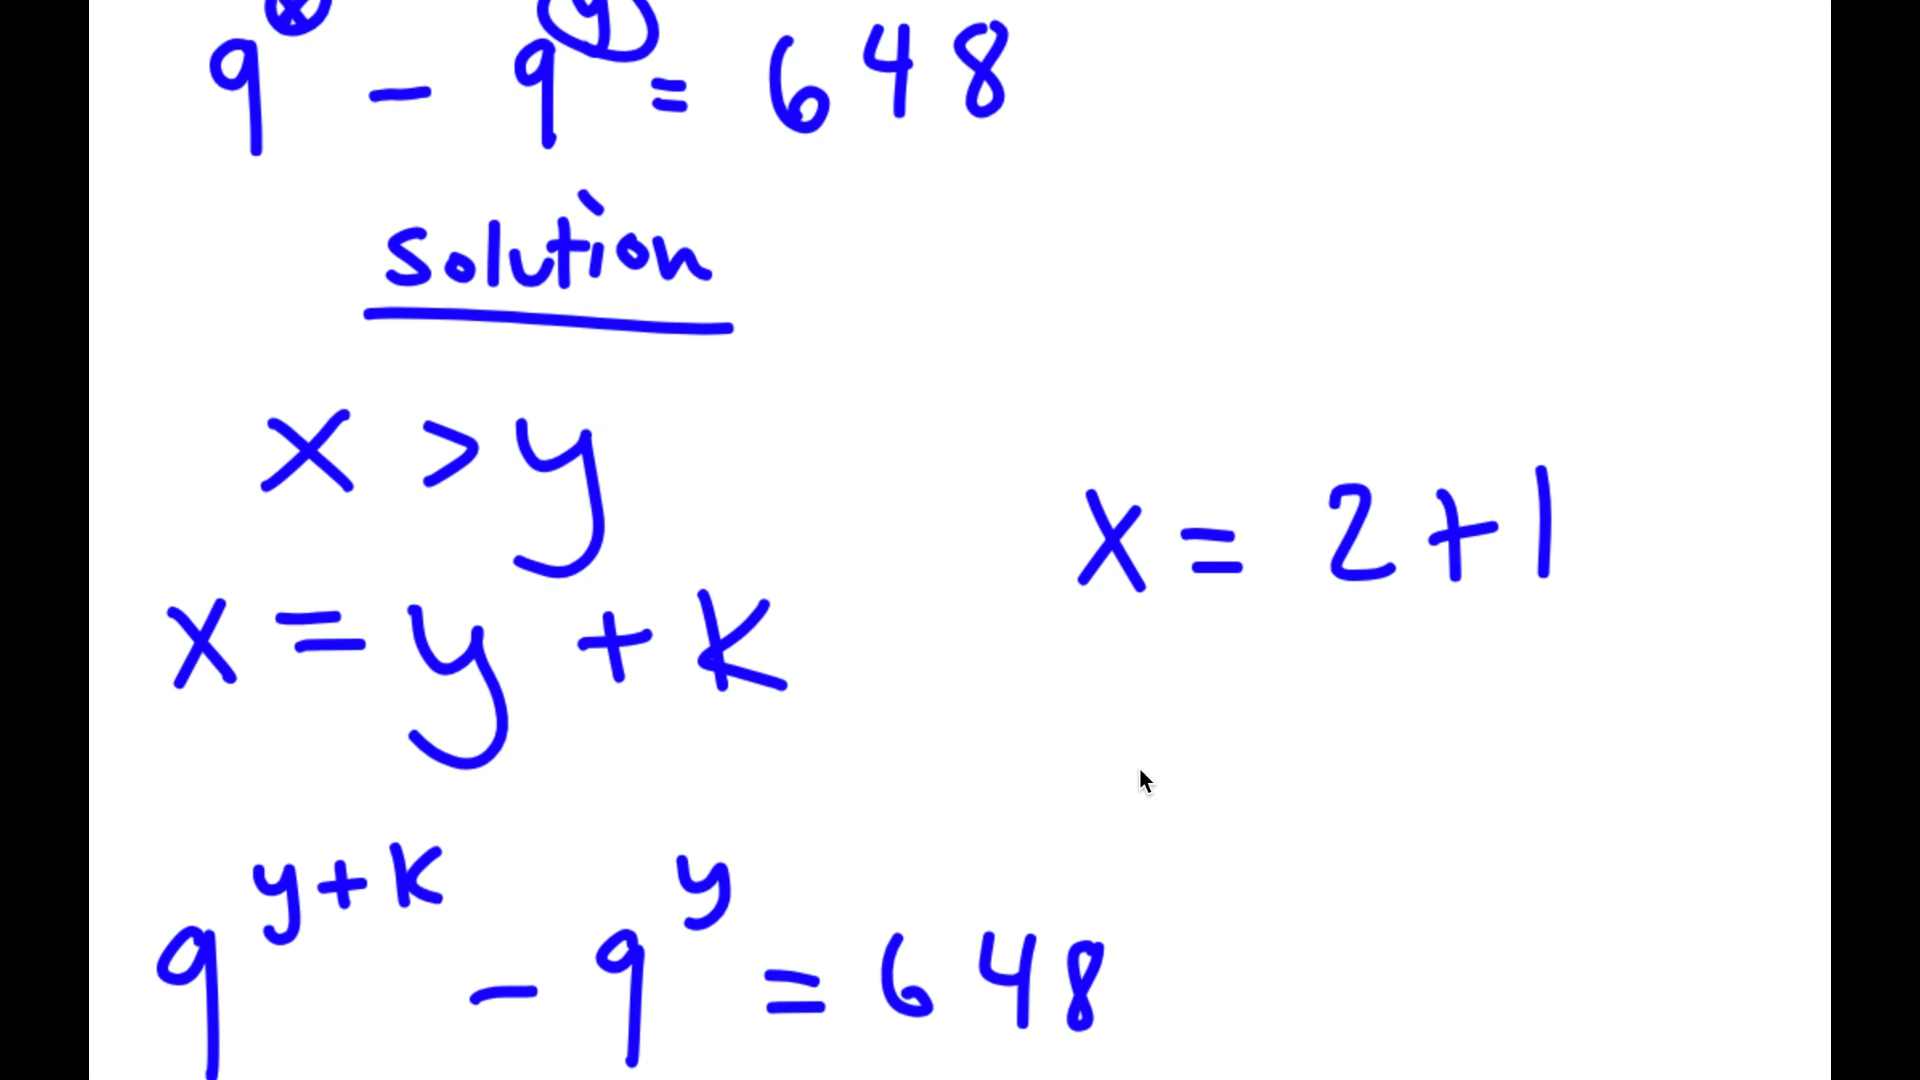 9^x - 9^y = 648
Solution
x > y
x = y + k
x = 2 + 1
9^(y+k) - 9^y = 648